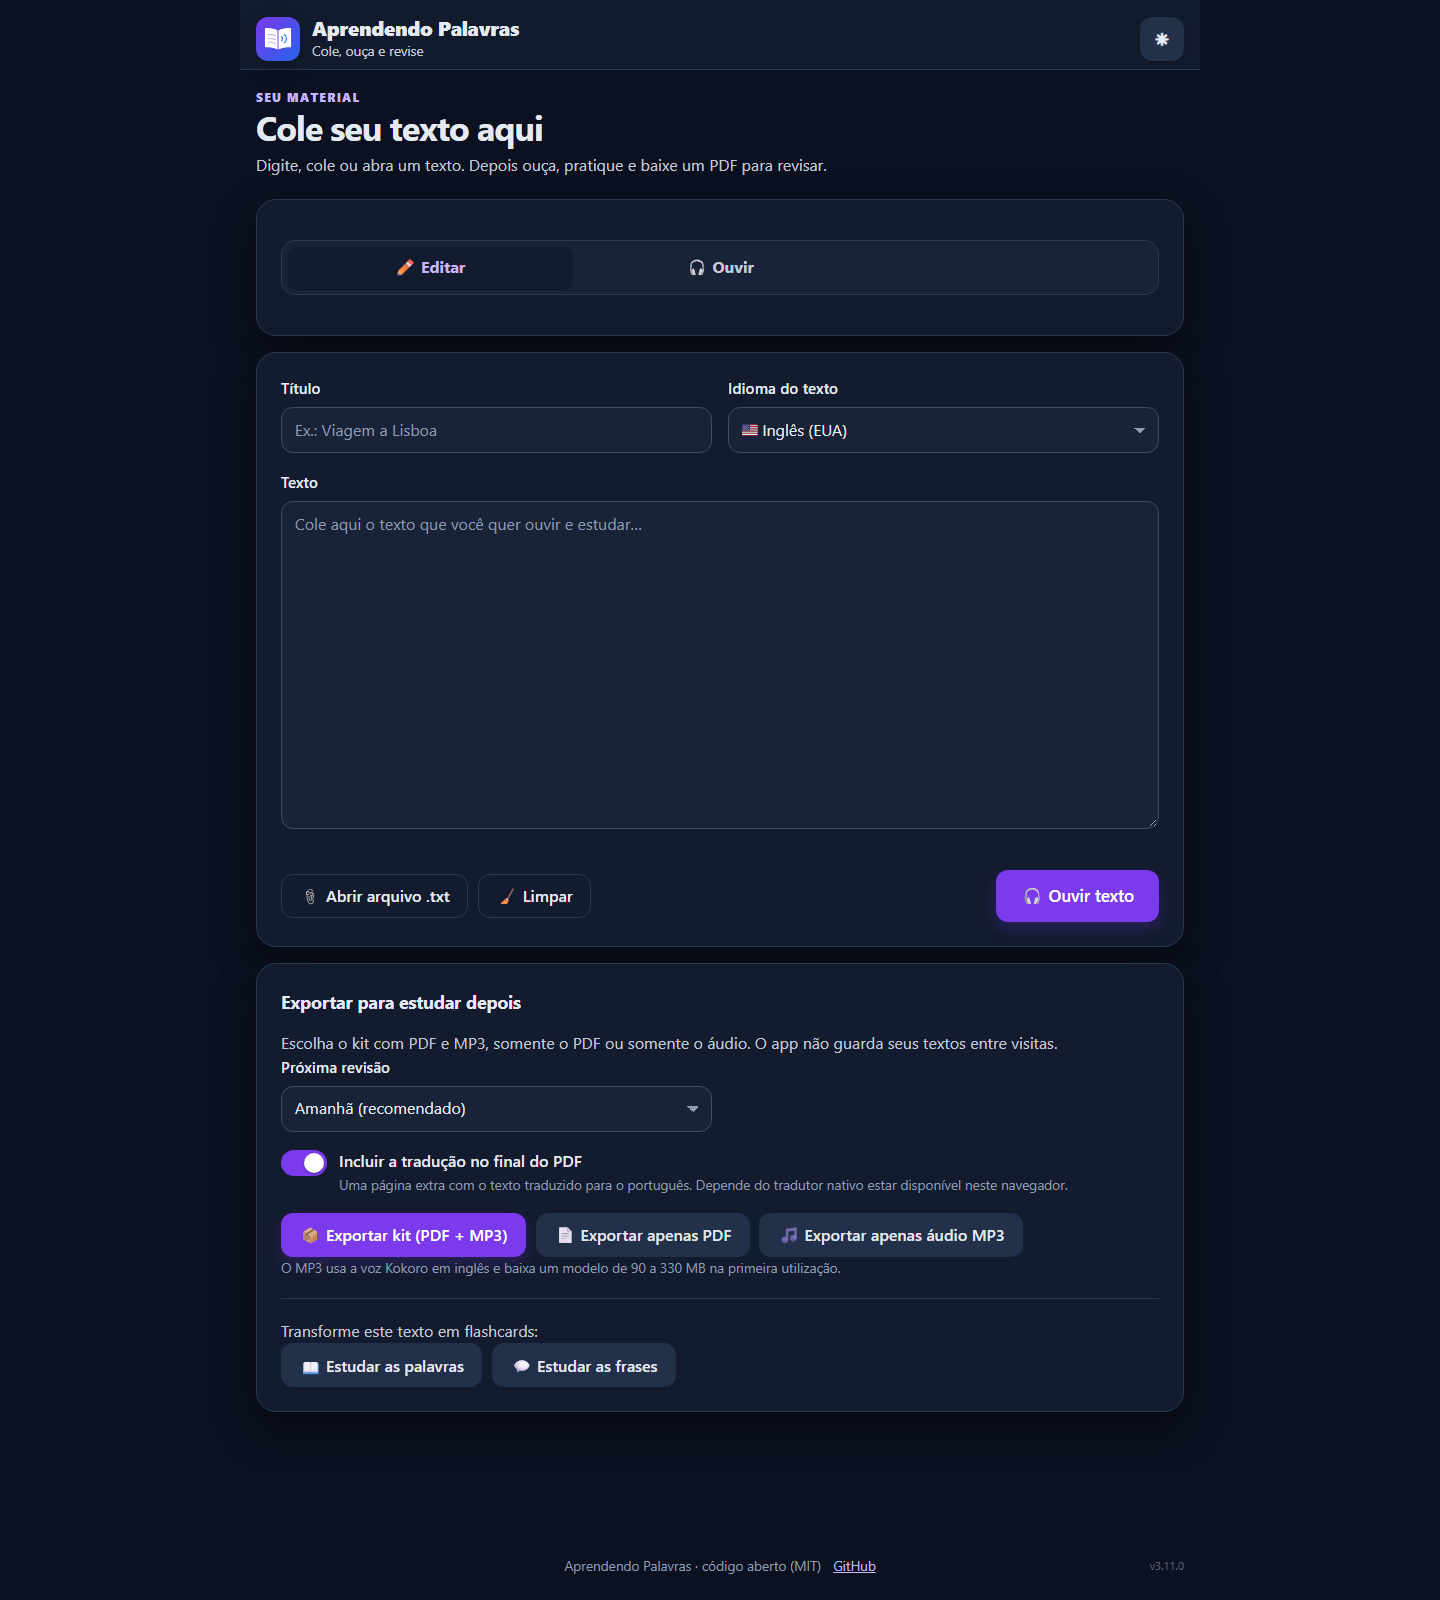 Aprendendo Palavras
Cole, ouça e revise
SEU MATERIAL
Cole seu texto aqui
Digite, cole ou abra um texto. Depois ouça, pratique e baixe um PDF para revisar.
Editar
Ouvir
Título
Idioma do texto
Ex.: Viagem a Lisboa
Inglês (EUA)
Texto
Cole aqui o texto que você quer ouvir e estudar...
Abrir arquivo .txt
Limpar
Ouvir texto
Exportar para estudar depois
Escolha o kit com PDF e MP3, somente o PDF ou somente o áudio. O app não guarda seus textos entre visitas.
Próxima revisão
Amanhã (recomendado)
Incluir a tradução no final do PDF
Uma página extra com o texto traduzido para o português. Depende do tradutor nativo estar disponível neste navegador.
Exportar kit (PDF + MP3)
Exportar apenas PDF
Exportar apenas áudio MP3
O MP3 usa a voz Kokoro em inglês e baixa um modelo de 90 a 330 MB na primeira utilização.
Transforme este texto em flashcards:
Estudar as palavras
Estudar as frases
Aprendendo Palavras · código aberto (MIT) GitHub
v3.11.0